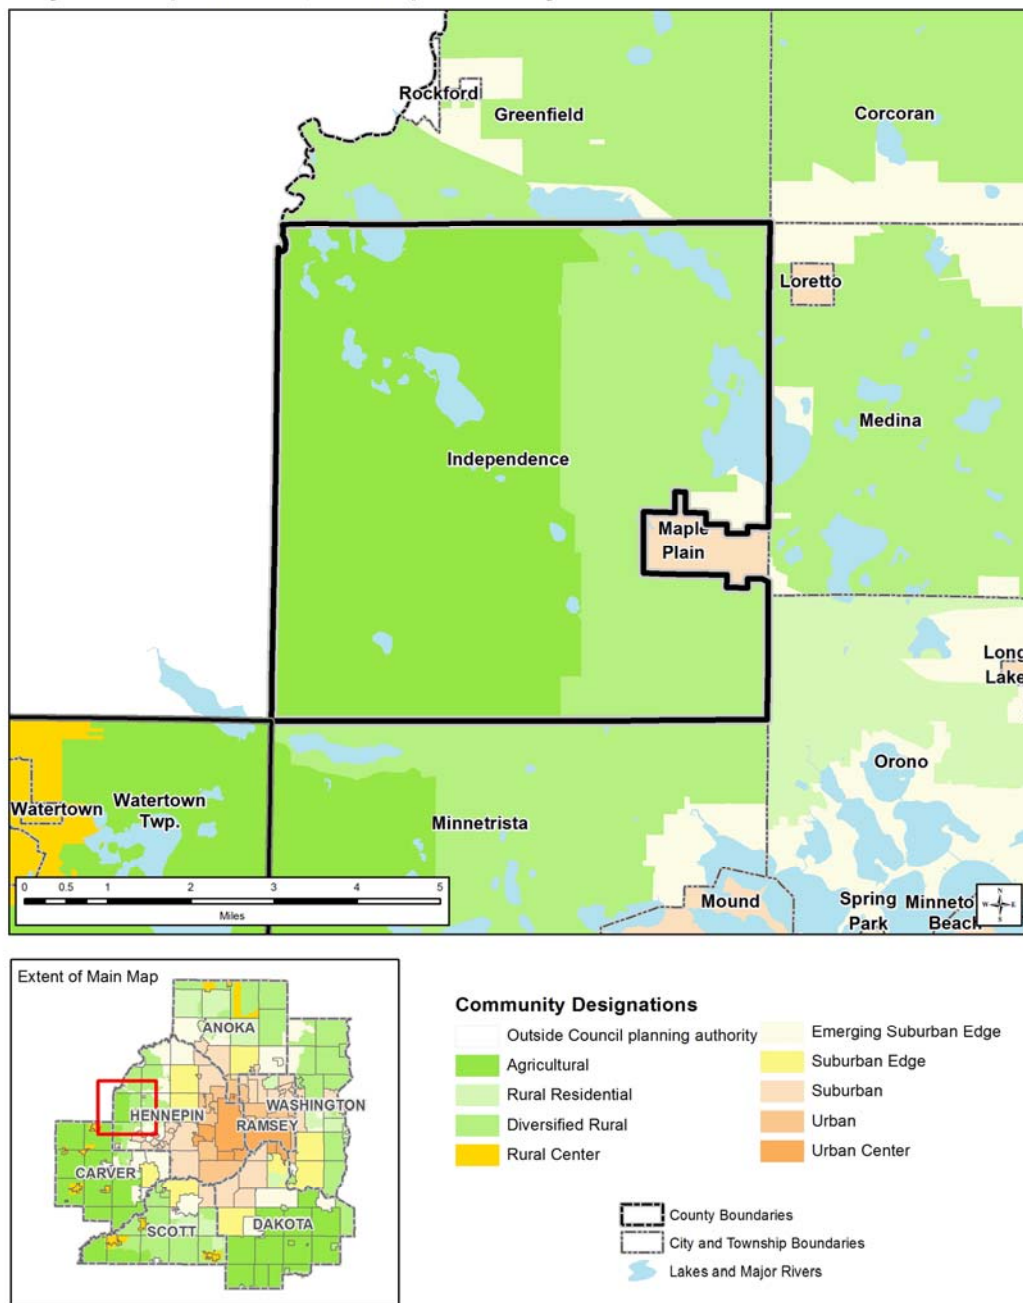 Rockford
Greenfield
Corcoran
Loretto
Medina
Independence
Maple
Plain
Long
Lake
Orono
Watertown
Watertown
Twp.
Minnetrista
Mound
Spring
Park
Beach
0 0.5 1 2 3 4 5
Miles
N
W E
S
Extent of Main Map
ANOKA
HENNEPIN
WASHINGTON
RAMSEY
CARVER
SCOTT
DAKOTA
Community Designations
Outside Council planning authority
Agricultural
Rural Residential
Diversified Rural
Rural Center
Emerging Suburban Edge
Suburban Edge
Suburban
Urban
Urban Center
County Boundaries
City and Township Boundaries
Lakes and Major Rivers